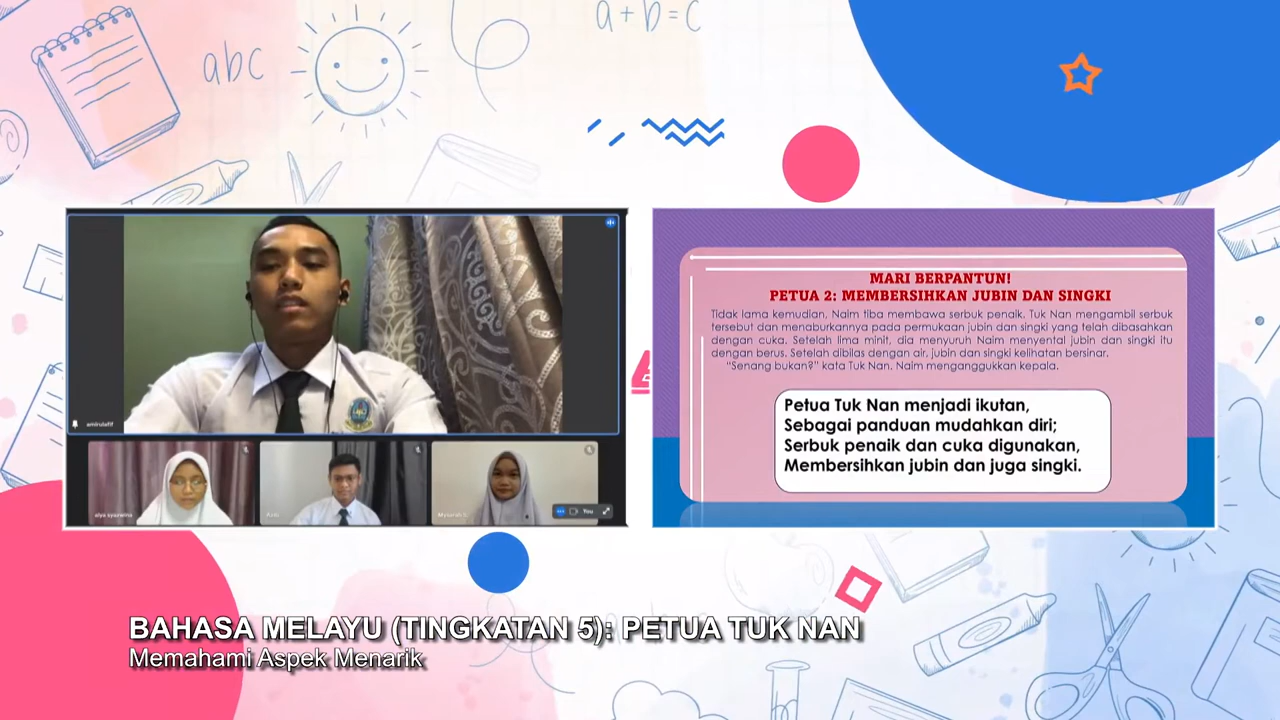 abc
a+b=c
amirulafif
alya syazwina
You
MARI BERPANTUN!
PETUA 2: MEMBERSIHKAN JUBIN DAN SINGKI
Tidak lama kemudian, Naim tiba membawa serbuk penaik. Tuk Nan mengambil serbuk
tersebut dan menaburkannya pada permukaan jubin dan singki yang telah dibasahkan
dengan cuka. Setelah lima minit, dia menyuruh Naim menyental jubin dan singki itu
dengan berus. Setelah dibilas dengan air, jubin dan singki kelihatan bersinar.
“Senang bukan?” kata Tuk Nan. Naim menganggukkan kepala.
Petua Tuk Nan menjadi ikutan,
Sebagai panduan mudahkan diri;
Serbuk penaik dan cuka digunakan,
Membersihkan jubin dan juga singki.
BAHASA MELAYU (TINGKATAN 5): PETUA TUK NAN
Memahami Aspek Menarik